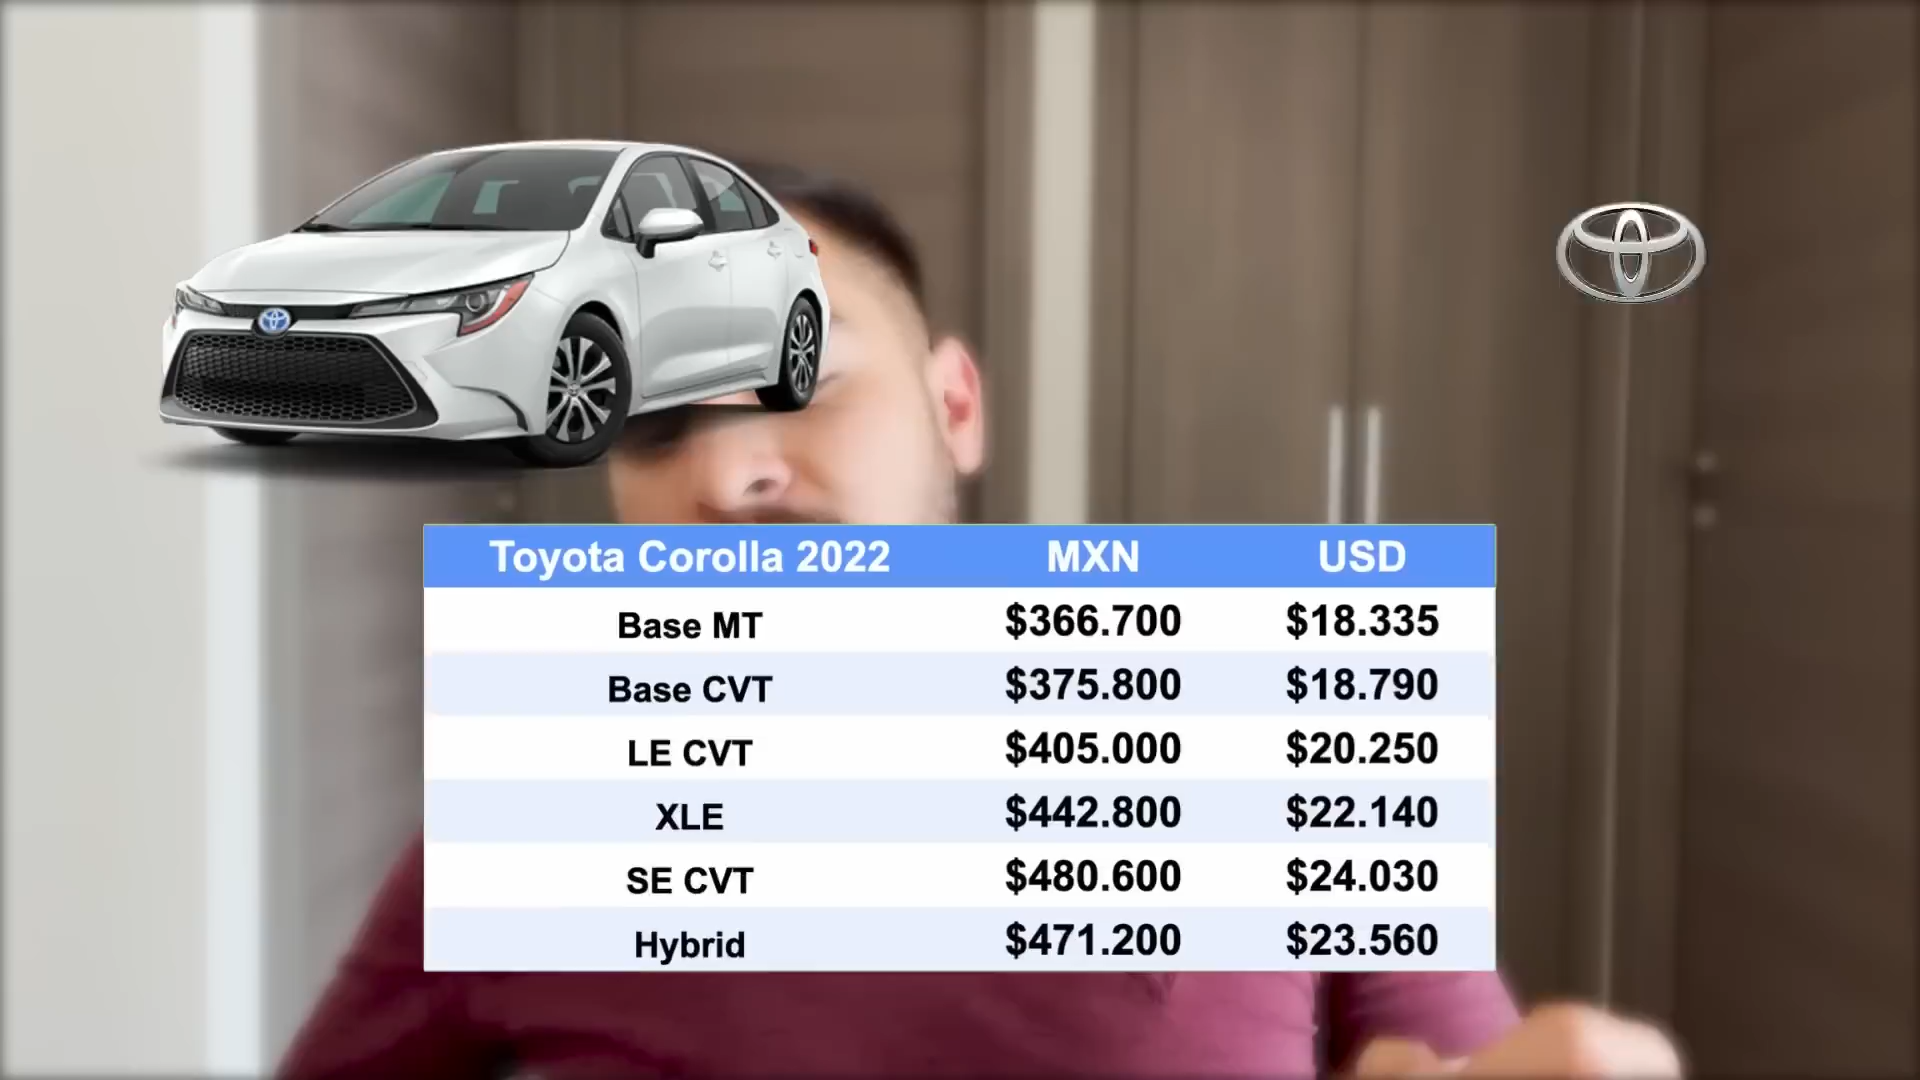 Toyota Corolla 2022 MXN USD
Base MT $366.700 $18.335
Base CVT $375.800 $18.790
LE CVT $405.000 $20.250
XLE $442.800 $22.140
SE CVT $480.600 $24.030
Hybrid $471.200 $23.560